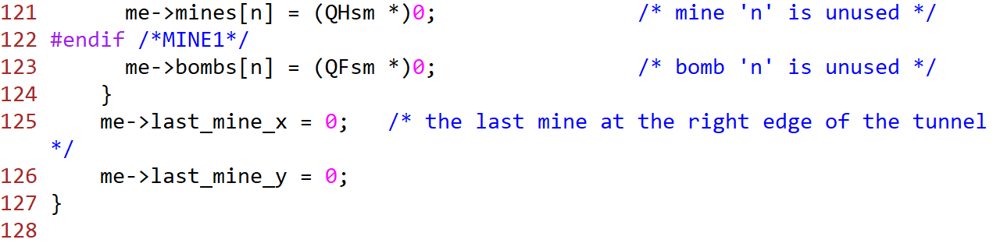 121       me->mines[n] = (QHsm *)0;                /* mine 'n' is unused */
122 #endif /*MINE1*/
123       me->bombs[n] = (QFsm *)0;                /* bomb 'n' is unused */
124     }
125     me->last_mine_x = 0;   /* the last mine at the right edge of the tunnel
*/
126     me->last_mine_y = 0;
127 }
128